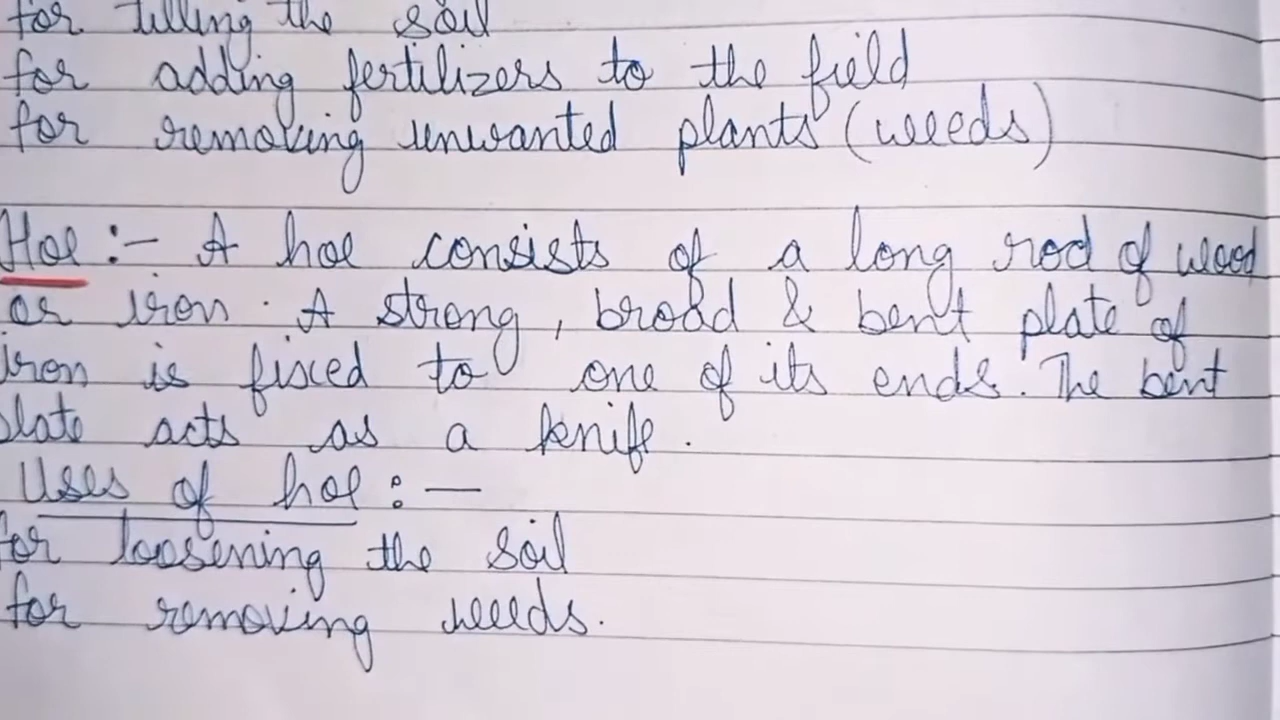 for tilling the soil
for adding fertilizers to the field
for removing unwanted plants (weeds)
Hoe :- A hoe consists of a long rod of wood
or iron. A strong, broad & bent plate of
iron is fixed to one of its ends. The bent
plate acts as a knife.
Uses of hoe :—
for loosening the soil
for removing weeds.